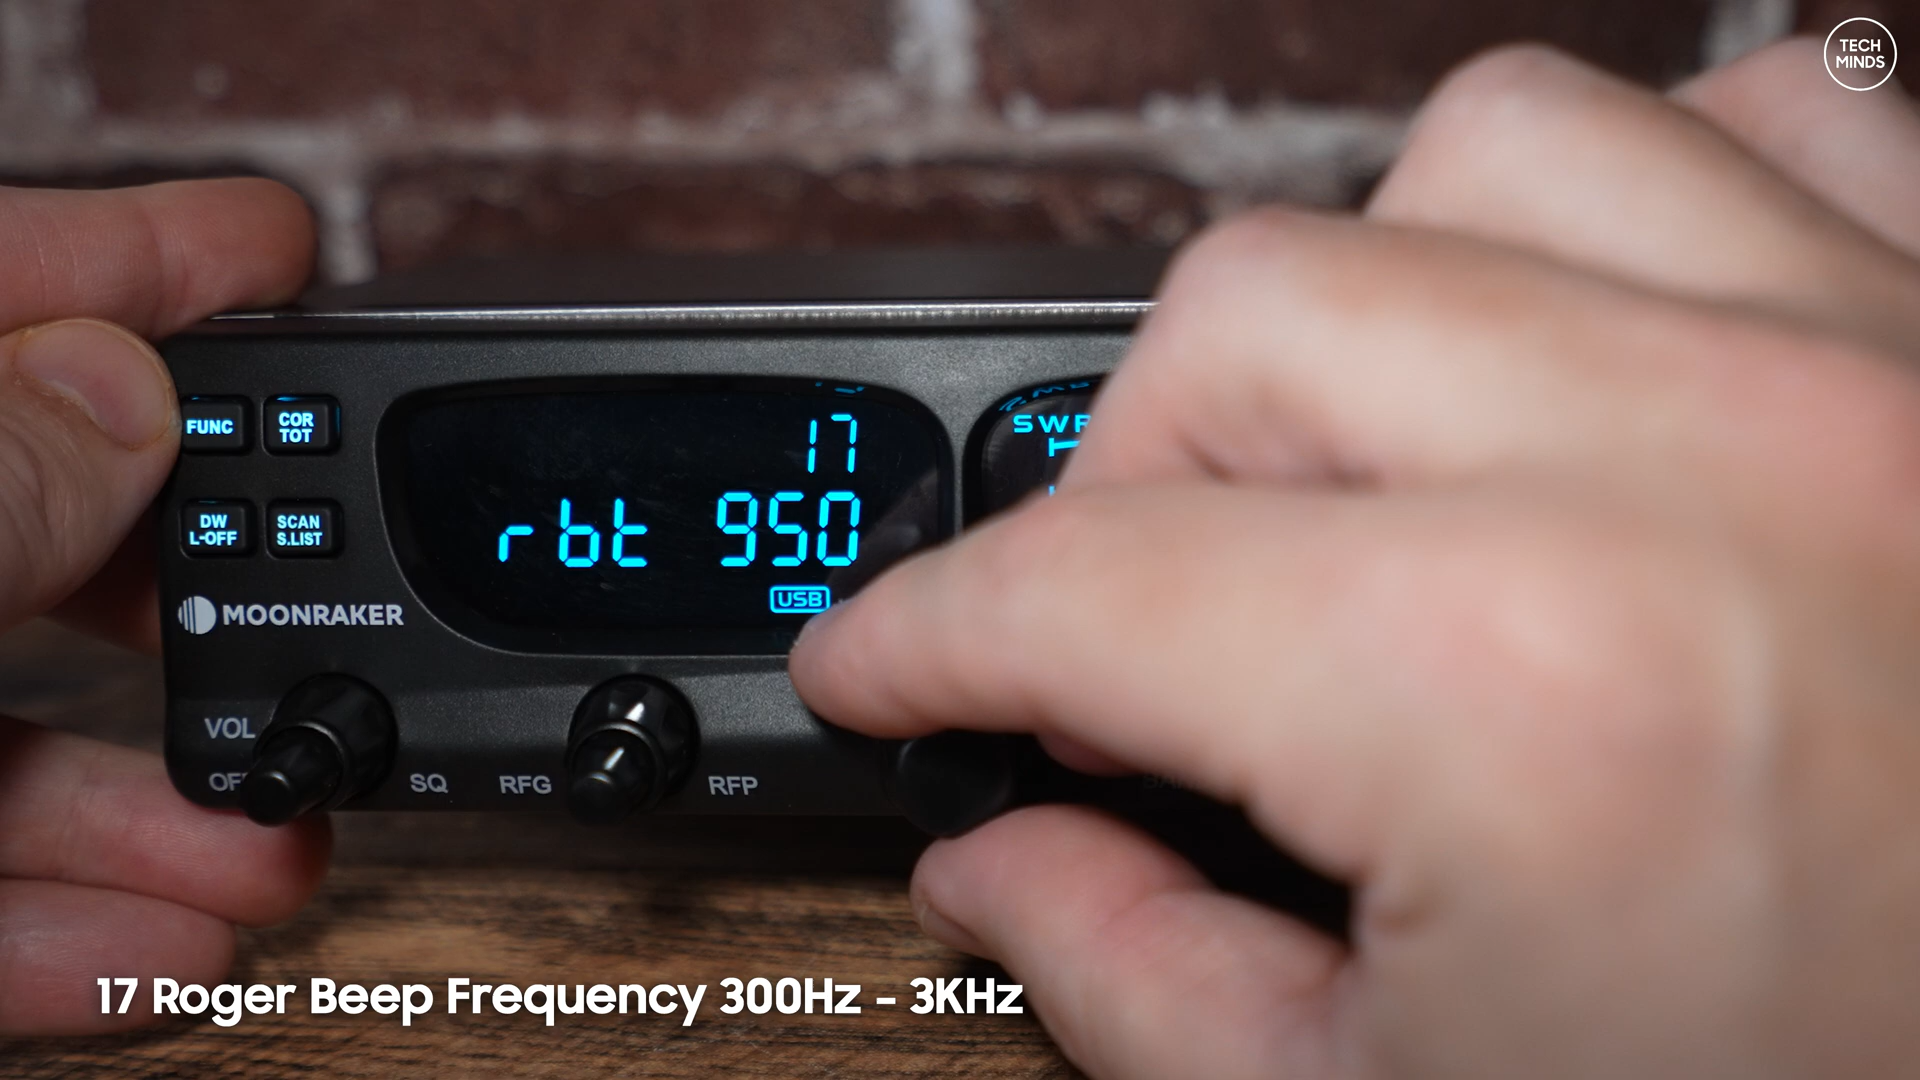 TECH
MINDS
FUNC
COR
TOT
17
SWR
rbt 950
DW
L-OFF
SCAN
S.LIST
USB
MOONRAKER
VOL
OFF
SQ
RFG
RFP
17 Roger Beep Frequency 300Hz - 3KHz